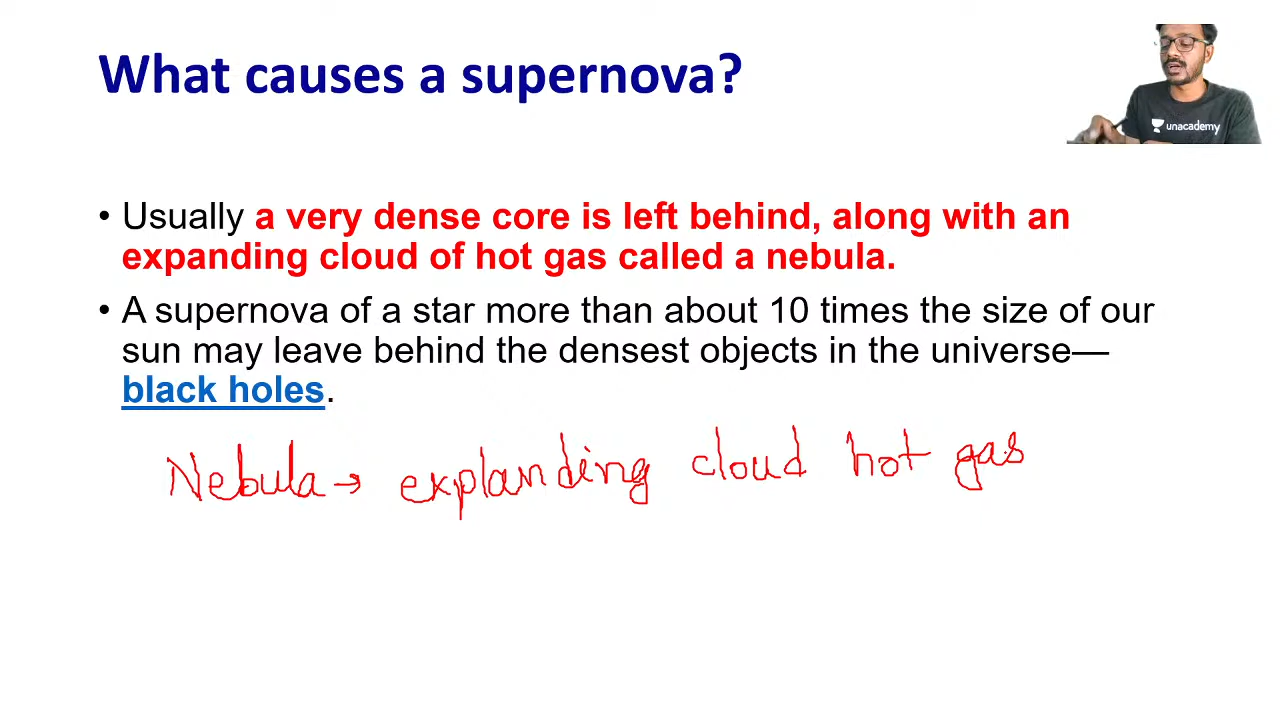 What causes a supernova?
unacademy
• Usually a very dense core is left behind, along with an
expanding cloud of hot gas called a nebula.
• A supernova of a star more than about 10 times the size of our
sun may leave behind the densest objects in the universe—
black holes.
Nebula → explanding cloud hot gas